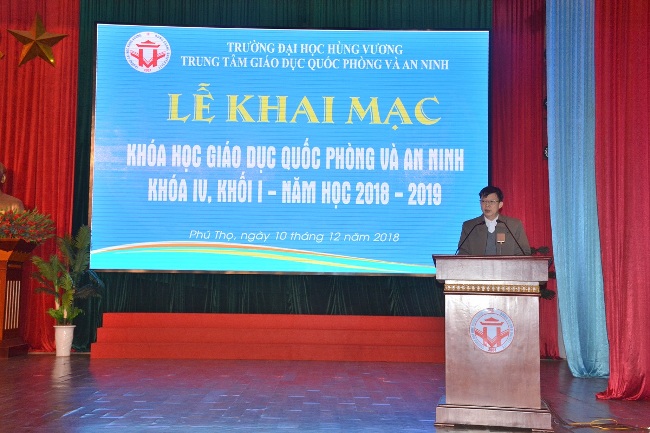 TRƯỜNG ĐẠI HỌC HÙNG VƯƠNG
TRUNG TÂM GIÁO DỤC QUỐC PHÒNG VÀ AN NINH
LỄ KHAI MẠC
KHÓA HỌC GIÁO DỤC QUỐC PHÒNG VÀ AN NINH
KHÓA IV, KHỐI I – NĂM HỌC 2018 – 2019
Phú Thọ, ngày 10 tháng 12 năm 2018